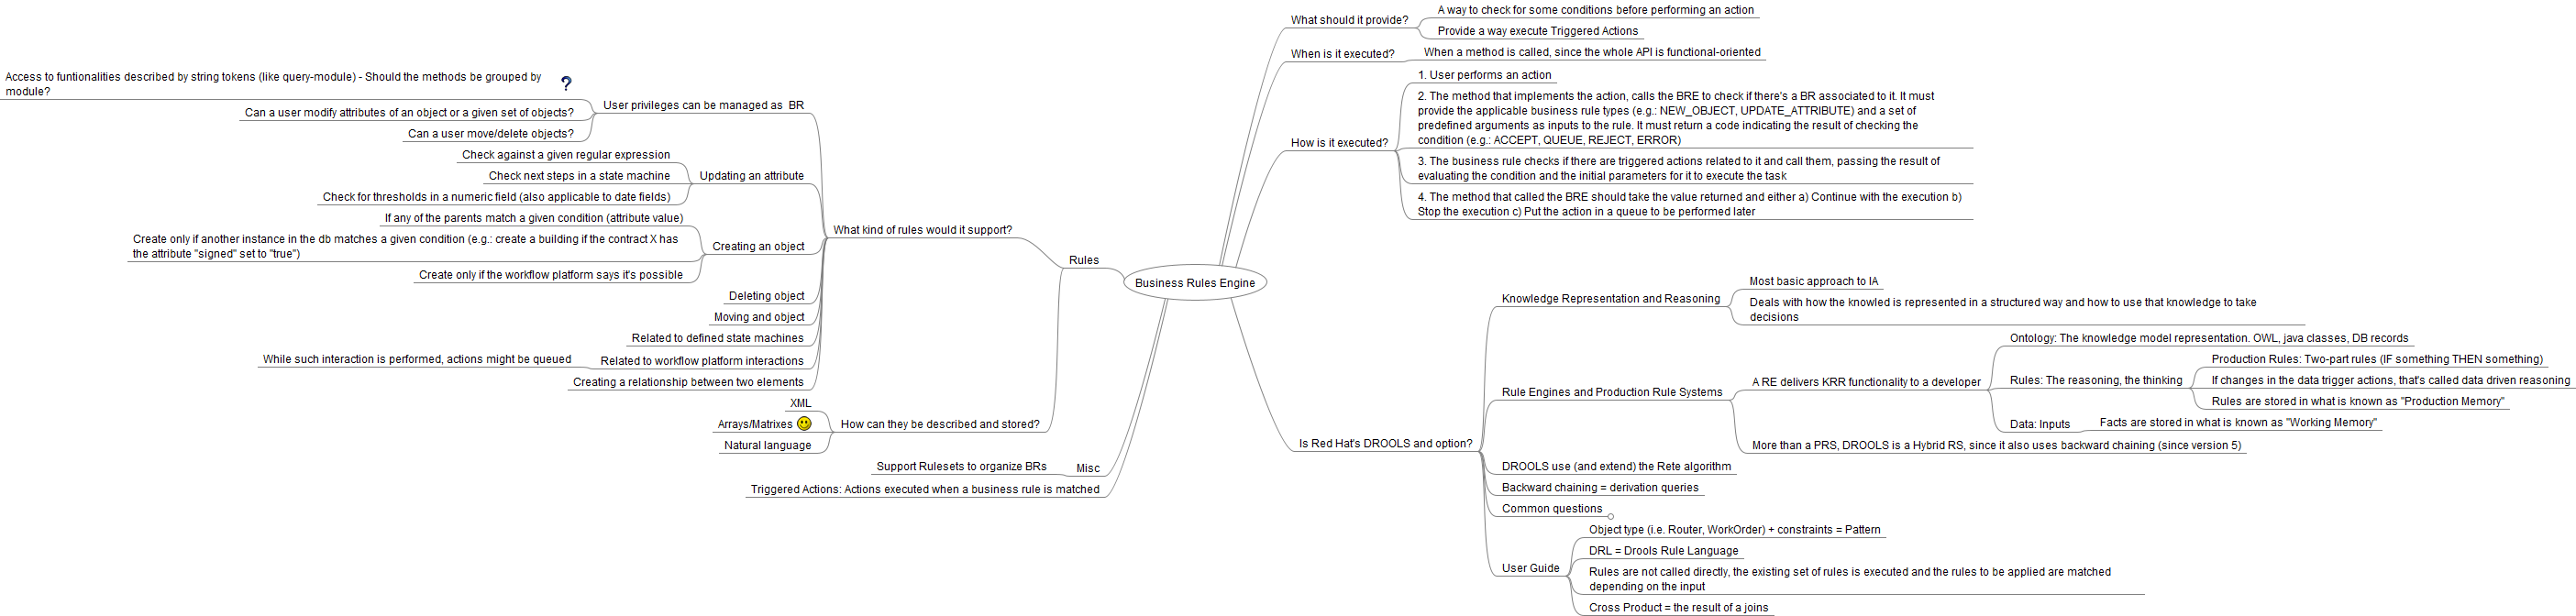 Business Rules Engine
What should it provide?
A way to check for some conditions before performing an action
Provide a way execute Triggered Actions
When is it executed?
When a method is called, since the whole API is functional-oriented
How is it executed?
1. User performs an action
2. The method that implements the action, calls the BRE to check if there's a BR associated to it. It must
provide the applicable business rule types (e.g.: NEW_OBJECT, UPDATE_ATTRIBUTE) and a set of
predefined arguments as inputs to the rule. It must return a code indicating the result of checking the
condition (e.g.: ACCEPT, QUEUE, REJECT, ERROR)
3. The business rule checks if there are triggered actions related to it and call them, passing the result of
evaluating the condition and the initial parameters for it to execute the task
4. The method that called the BRE should take the value returned and either a) Continue with the execution b)
Stop the execution c) Put the action in a queue to be performed later
Is Red Hat's DROOLS and option?
Knowledge Representation and Reasoning
Most basic approach to IA
Deals with how the knowled is represented in a structured way and how to use that knowledge to take
decisions
Rule Engines and Production Rule Systems
A RE delivers KRR functionality to a developer
Ontology: The knowledge model representation. OWL, java classes, DB records
Rules: The reasoning, the thinking
Production Rules: Two-part rules (IF something THEN something)
If changes in the data trigger actions, that's called data driven reasoning
Rules are stored in what is known as "Production Memory"
Data: Inputs
Facts are stored in what is known as "Working Memory"
More than a PRS, DROOLS is a Hybrid RS, since it also uses backward chaining (since version 5)
DROOLS use (and extend) the Rete algorithm
Backward chaining = derivation queries
Common questions
User Guide
Object type (i.e. Router, WorkOrder) + constraints = Pattern
DRL = Drools Rule Language
Rules are not called directly, the existing set of rules is executed and the rules to be applied are matched
depending on the input
Cross Product = the result of a joins
Rules
What kind of rules would it support?
User privileges can be managed as  BR
Access to funtionalities described by string tokens (like query-module) - Should the methods be grouped by
module?
?
Can a user modify attributes of an object or a given set of objects?
Can a user move/delete objects?
Updating an attribute
Check against a given regular expression
Check next steps in a state machine
Check for thresholds in a numeric field (also applicable to date fields)
Creating an object
If any of the parents match a given condition (attribute value)
Create only if another instance in the db matches a given condition (e.g.: create a building if the contract X has
the attribute "signed" set to "true")
Create only if the workflow platform says it's possible
Deleting object
Moving and object
Related to defined state machines
Related to workflow platform interactions
While such interaction is performed, actions might be queued
Creating a relationship between two elements
How can they be described and stored?
XML
Arrays/Matrixes
Natural language
Misc
Support Rulesets to organize BRs
Triggered Actions: Actions executed when a business rule is matched